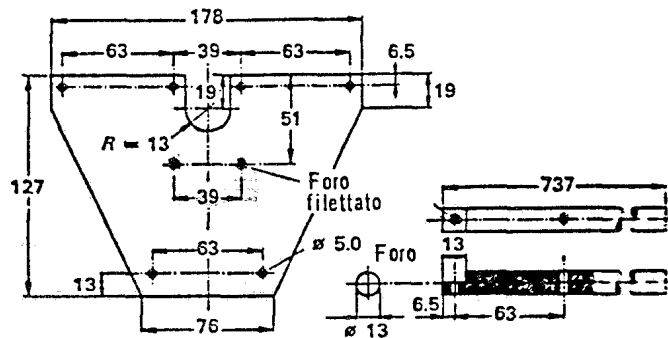 178
63 39 63 6.5
19 19
R = 13 51
127
39 Foro
filettato 737
63 ø 5.0
13 Foro 13
6.5 63
76 ø 13